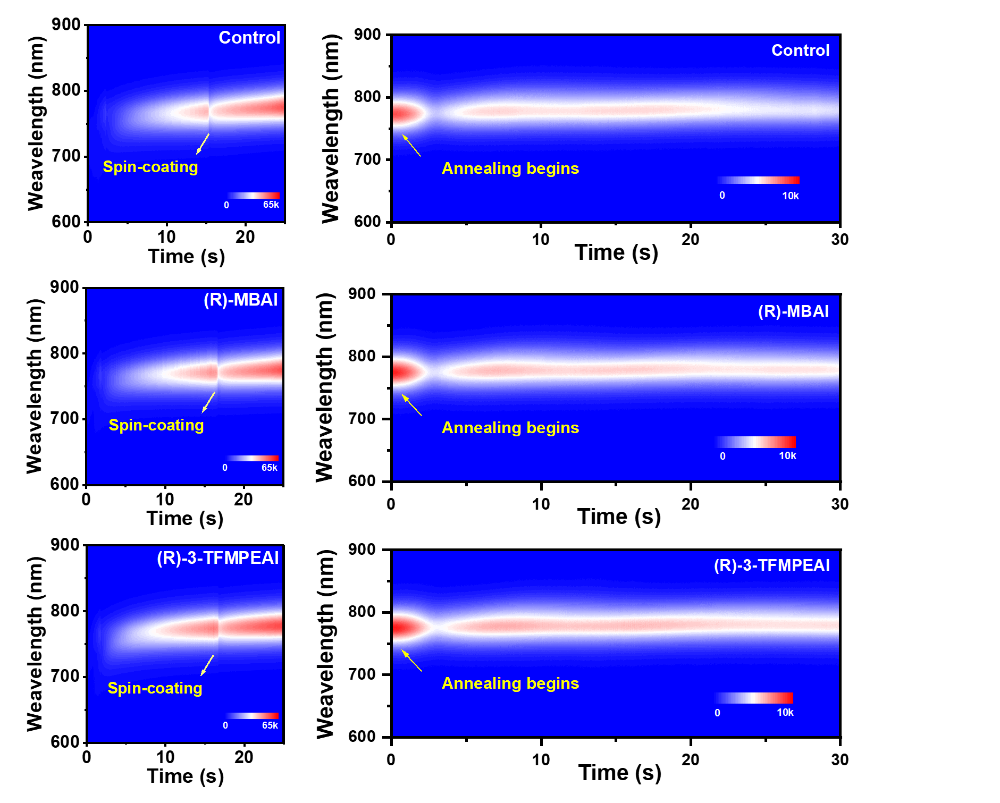 900
800
700
600
Weavelength (nm)
Control
Spin-coating
0 65k
0 10 20
Time (s)
900
800
700
600
Weavelength (nm)
Control
Annealing begins
0 10k
0 10 20 30
Time (s)
900
800
700
600
Weavelength (nm)
(R)-MBAI
Spin-coating
0 65k
0 10 20
Time (s)
900
800
700
600
Weavelength (nm)
(R)-MBAI
Annealing begins
0 10k
0 10 20 30
Time (s)
900
800
700
600
Weavelength (nm)
(R)-3-TFMPEAI
Spin-coating
0 65k
0 10 20
Time (s)
900
800
700
600
Weavelength (nm)
(R)-3-TFMPEAI
Annealing begins
0 10k
0 10 20 30
Time (s)